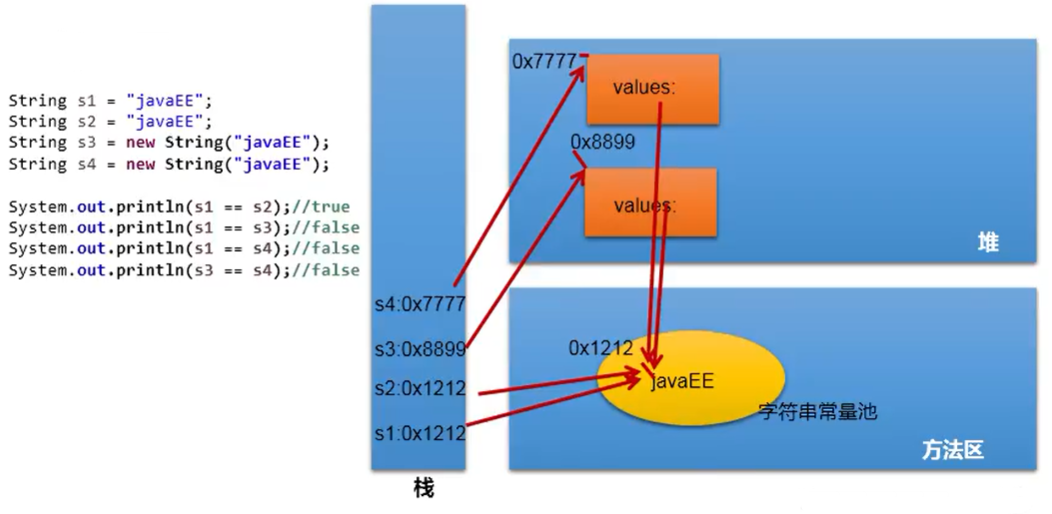 String s1 = "javaEE";
String s2 = "javaEE";
String s3 = new String("javaEE");
String s4 = new String("javaEE");
System.out.println(s1 == s2);//true
System.out.println(s1 == s3);//false
System.out.println(s1 == s4);//false
System.out.println(s3 == s4);//false
s4:0x7777
s3:0x8899
s2:0x1212
s1:0x1212
栈
0x7777
values:
0x8899
values:
堆
0x1212
javaEE
字符串常量池
方法区